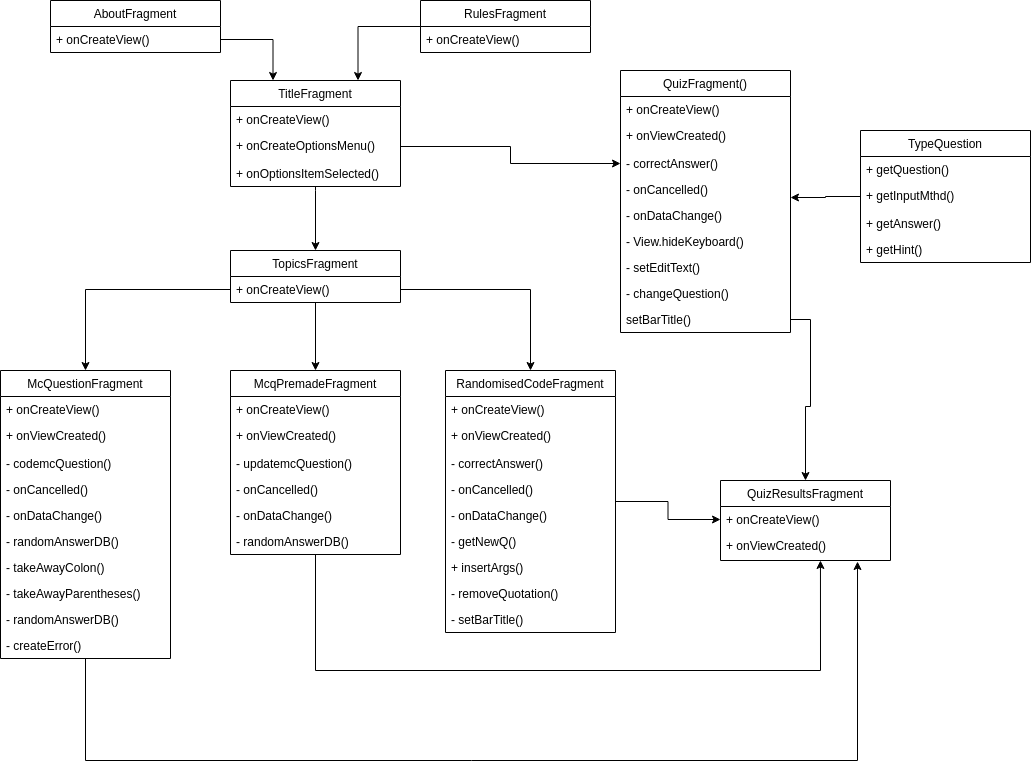 AboutFragment
+ onCreateView()
RulesFragment
+ onCreateView()
TitleFragment
+ onCreateView()
+ onCreateOptionsMenu()
+ onOptionsItemSelected()
QuizFragment()
+ onCreateView()
+ onViewCreated()
- correctAnswer()
- onCancelled()
- onDataChange()
- View.hideKeyboard()
- setEditText()
- changeQuestion()
setBarTitle()
TypeQuestion
+ getQuestion()
+ getInputMthd()
+ getAnswer()
+ getHint()
TopicsFragment
+ onCreateView()
McQuestionFragment
+ onCreateView()
+ onViewCreated()
- codemcQuestion()
- onCancelled()
- onDataChange()
- randomAnswerDB()
- takeAwayColon()
- takeAwayParentheses()
- randomAnswerDB()
- createError()
McqPremadeFragment
+ onCreateView()
+ onViewCreated()
- updatemcQuestion()
- onCancelled()
- onDataChange()
- randomAnswerDB()
RandomisedCodeFragment
+ onCreateView()
+ onViewCreated()
- correctAnswer()
- onCancelled()
- onDataChange()
- getNewQ()
+ insertArgs()
- removeQuotation()
- setBarTitle()
QuizResultsFragment
+ onCreateView()
+ onViewCreated()